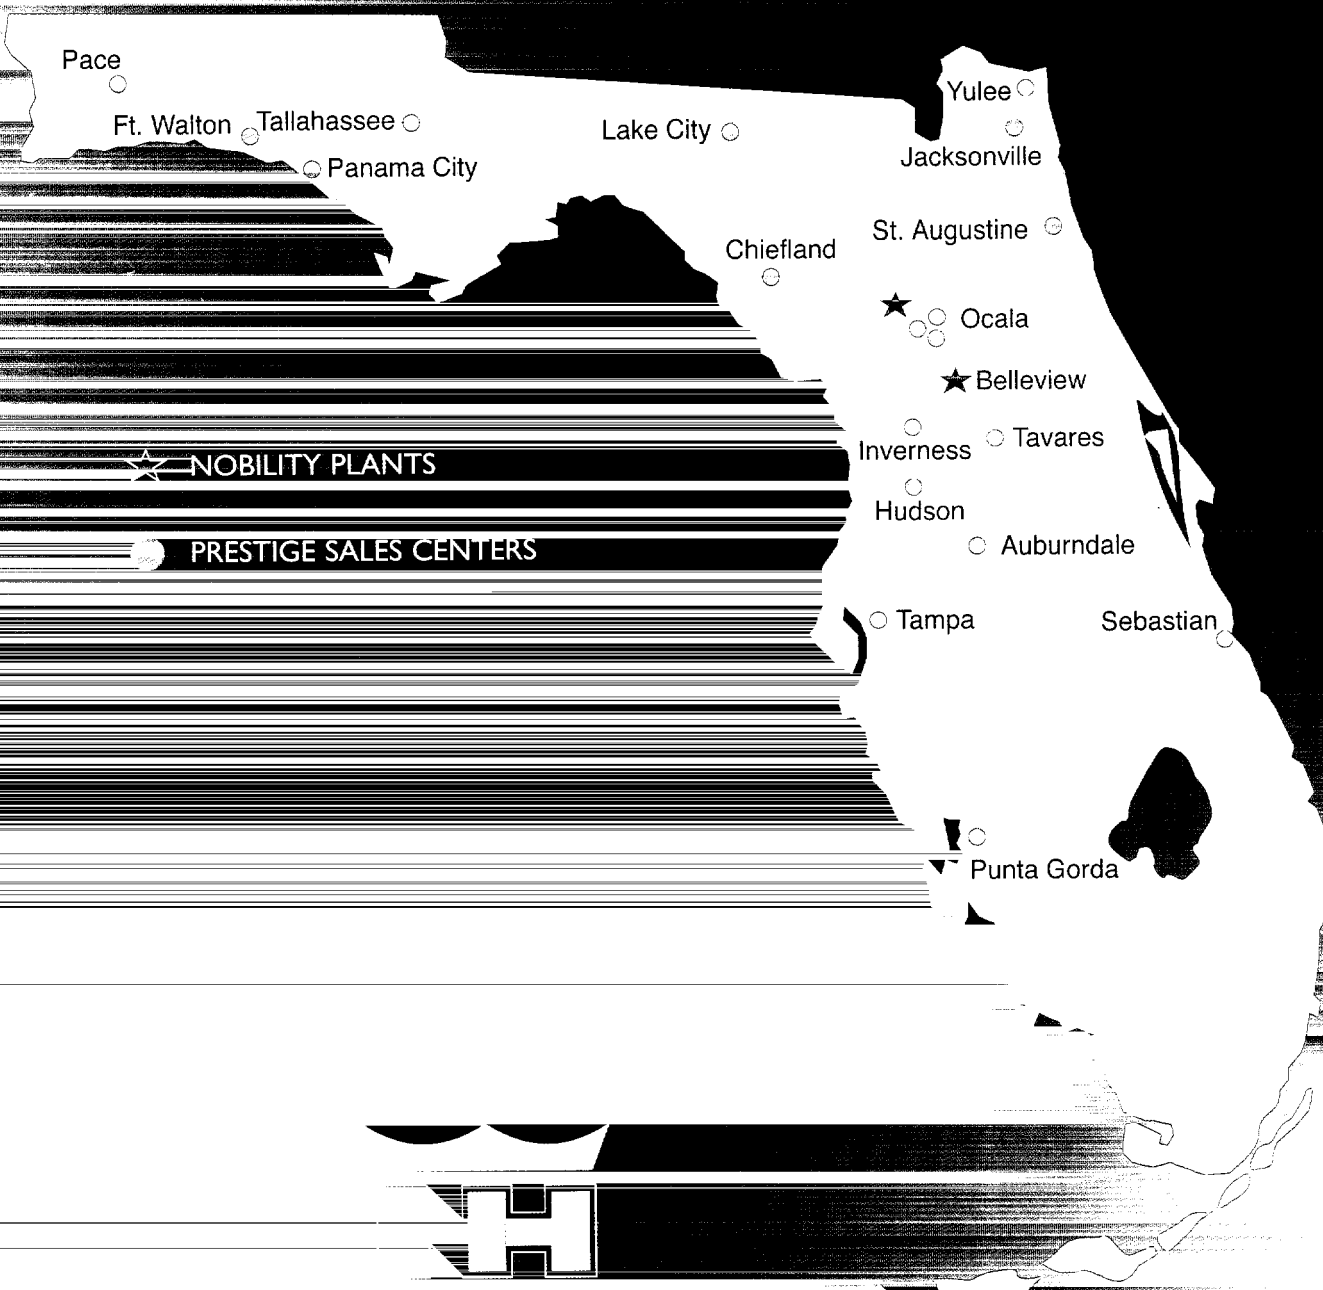 Pace
Yulee
Ft. Walton
Tallahassee
Lake City
Jacksonville
Panama City
St. Augustine
Chiefland
Ocala
Belleview
Inverness
Tavares
NOBILITY PLANTS
Hudson
PRESTIGE SALES CENTERS
Auburndale
Tampa
Sebastian
Punta Gorda
H